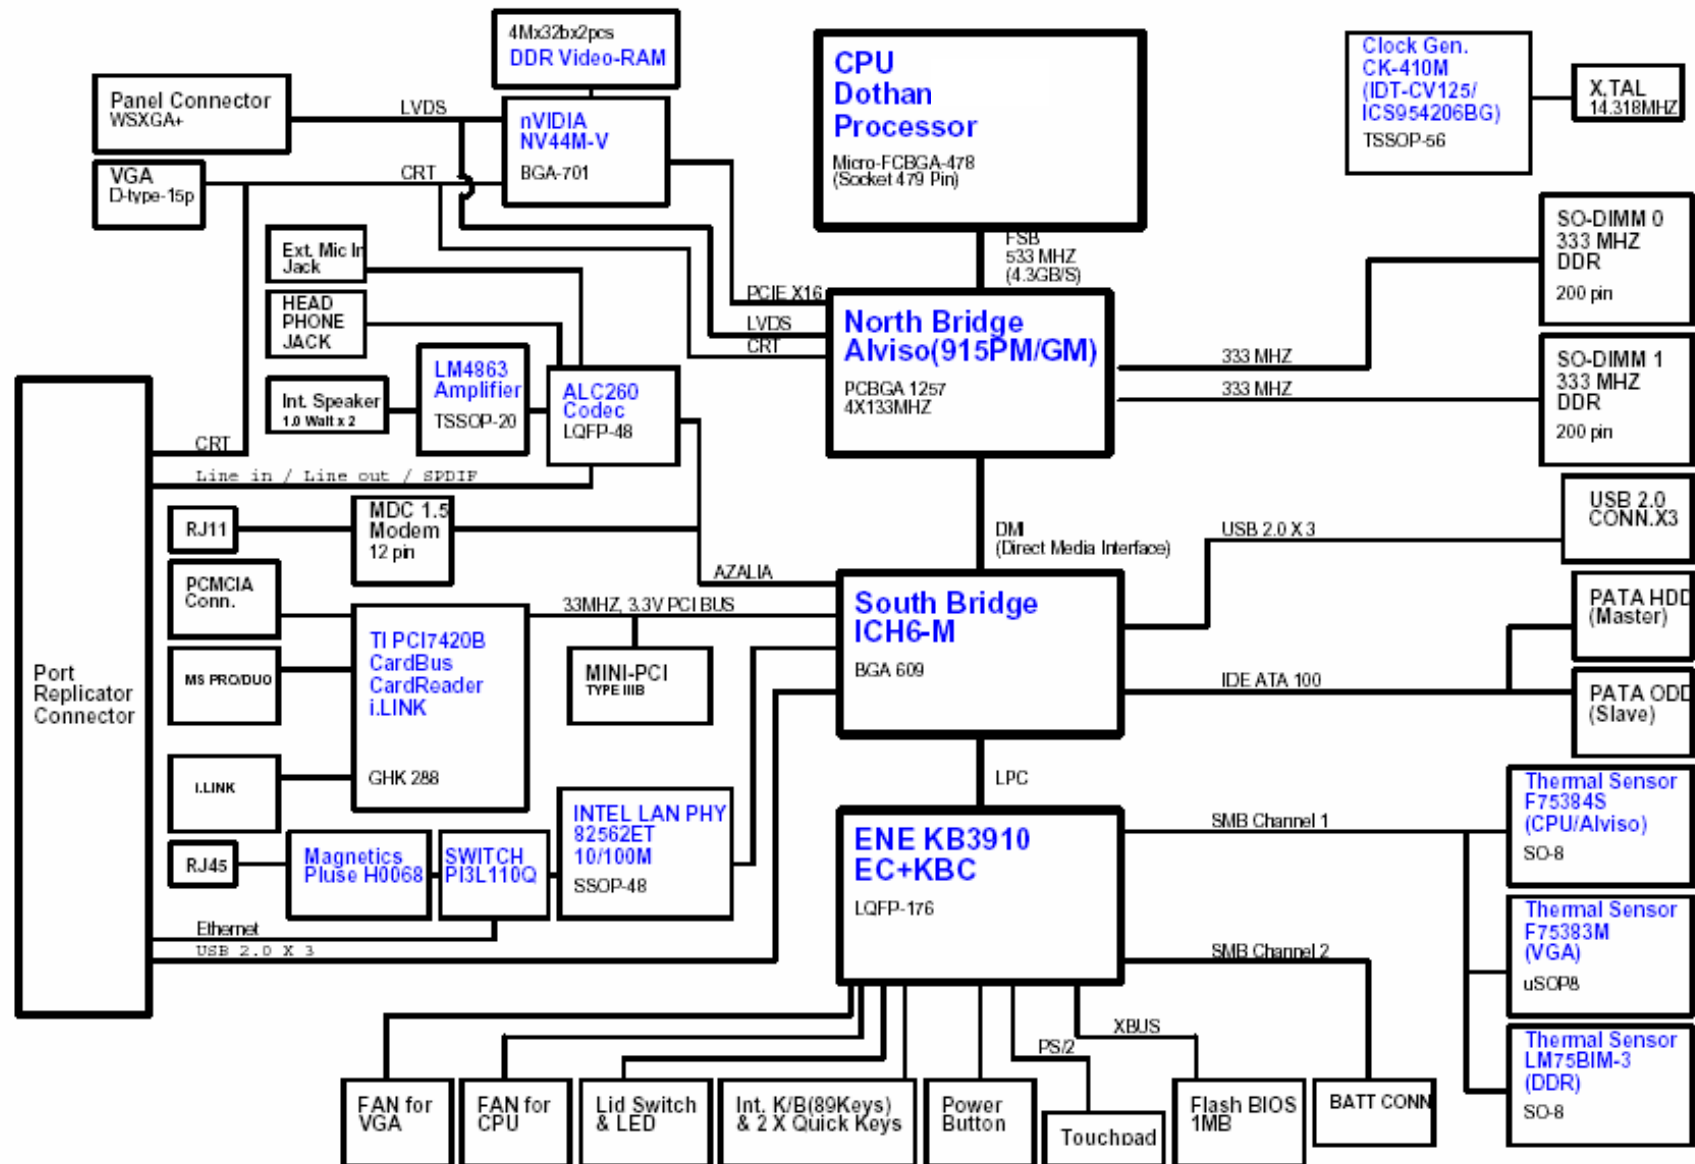 4Mx32bx2pcs
DDR Video-RAM
CPU
Dothan
Processor
Micro-FCBGA-478
(Socket 479 Pin)
Clock Gen.
CK-410M
(IDT-CV125/
ICS954206BG)
TSSOP-56
X.TAL
14.318MHZ
Panel Connector
WSXGA+
LVDS
nVIDIA
NV44M-V
BGA-701
VGA
D-type-15p
CRT
FSB
533 MHZ
(4.3GB/S)
SO-DIMM 0
333 MHZ
DDR
200 pin
Ext. Mic In
Jack
HEAD
PHONE
JACK
PCIE X16
LVDS
CRT
North Bridge
Alviso(915PM/GM)
PCBGA 1257
4X133MHZ
333 MHZ
333 MHZ
SO-DIMM 1
333 MHZ
DDR
200 pin
LM4863
Amplifier
TSSOP-20
Int. Speaker
1.0 Walt x 2
ALC260
Codec
LQFP-48
CRT
Line in / Line out / SPDIF
RJ11
MDC 1.5
Modem
12 pin
DMI
(Direct Media Interface)
USB 2.0 X 3
USB 2.0
CONN.X3
AZALIA
PCMCIA
Conn.
33MHZ, 3.3V PCI BUS
South Bridge
ICH6-M
BGA 609
PATA HDD
(Master)
TI PCI7420B
CardBus
CardReader
i.LINK
GHK 288
MS PRO/DUO
MINI-PCI
TYPE IIIB
IDE ATA 100
PATA ODD
(Slave)
Port
Replicator
Connector
I.LINK
LPC
INTEL LAN PHY
82562ET
10/100M
SSOP-48
RJ45
Magnetics
Pluse H0068
SWITCH
PI3L110Q
ENE KB3910
EC+KBC
LQFP-176
SMB Channel 1
Thermal Sensor
F75384S
(CPU/Alviso)
SO-8
Ethernet
USB 2.0 X 3
SMB Channel 2
Thermal Sensor
F75383M
(VGA)
uSOP8
XBUS
PS/2
Thermal Sensor
LM75BIM-3
(DDR)
SO-8
FAN for
VGA
FAN for
CPU
Lid Switch
& LED
Int. K/B(89Keys)
& 2 X Quick Keys
Power
Button
Touchpad
Flash BIOS
1MB
BATT CONN